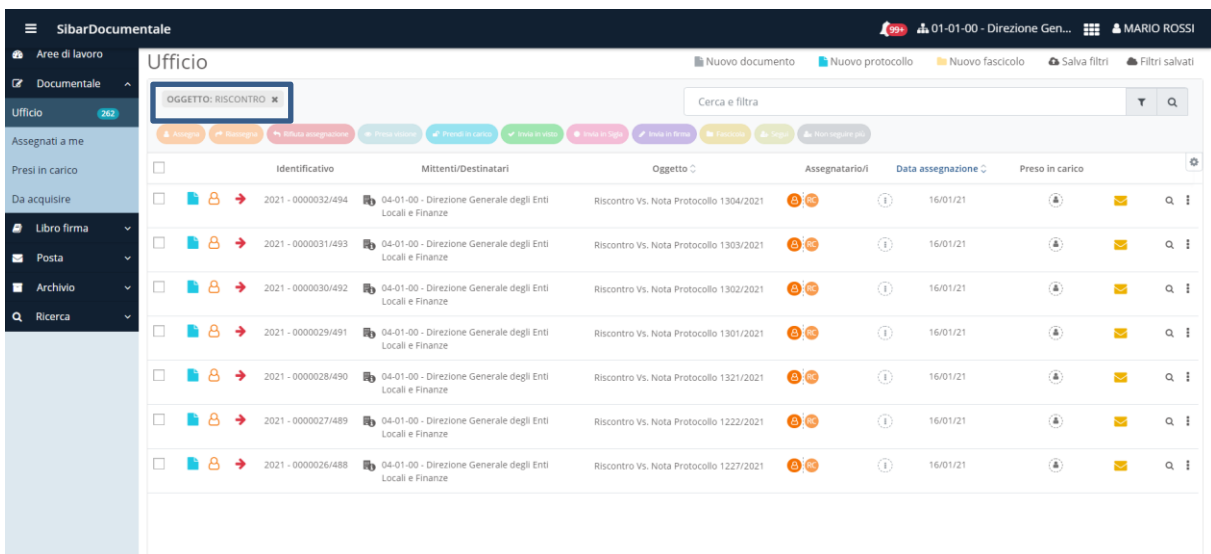 SibarDocumentale
99+ 01-01-00 - Direzione Gen... MARIO ROSSI
Aree di lavoro
Documentale
Ufficio 262
Assegnati a me
Presi in carico
Da acquisire
Libro firma
Posta
Archivio
Ricerca
Ufficio
Nuovo documento Nuovo protocollo Nuovo fascicolo Salva filtri Filtri salvati
OGGETTO: RISCONTRO ×
Cerca e filtra
Assegna Riassegna Rifiuta assegnazione Presa visione Prendi in carico Invia in visto Invia in Sigla Invia in firma Fascicola Segui Non seguire più
Identificativo Mittenti/Destinatari Oggetto Assegnatario/i Data assegnazione Preso in carico
2021 - 0000032/494 04-01-00 - Direzione Generale degli Enti Riscontro Vs. Nota Protocollo 1304/2021 RC 16/01/21
Locali e Finanze
2021 - 0000031/493 04-01-00 - Direzione Generale degli Enti Riscontro Vs. Nota Protocollo 1303/2021 RC 16/01/21
Locali e Finanze
2021 - 0000030/492 04-01-00 - Direzione Generale degli Enti Riscontro Vs. Nota Protocollo 1302/2021 RC 16/01/21
Locali e Finanze
2021 - 0000029/491 04-01-00 - Direzione Generale degli Enti Riscontro Vs. Nota Protocollo 1301/2021 RC 16/01/21
Locali e Finanze
2021 - 0000028/490 04-01-00 - Direzione Generale degli Enti Riscontro Vs. Nota Protocollo 1321/2021 RC 16/01/21
Locali e Finanze
2021 - 0000027/489 04-01-00 - Direzione Generale degli Enti Riscontro Vs. Nota Protocollo 1222/2021 RC 16/01/21
Locali e Finanze
2021 - 0000026/488 04-01-00 - Direzione Generale degli Enti Riscontro Vs. Nota Protocollo 1227/2021 RC 16/01/21
Locali e Finanze